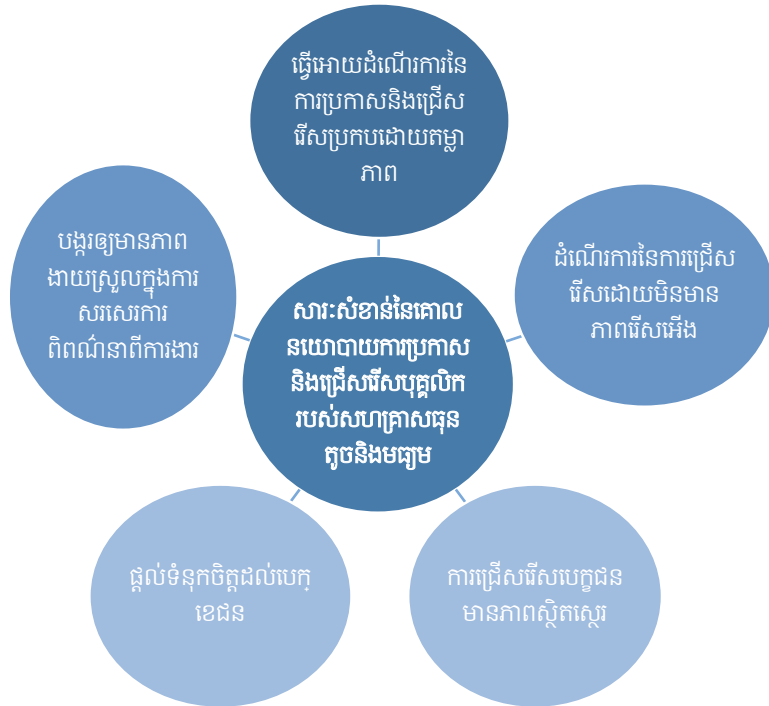 ធ្វើអោយដំណើរការនៃ
ការប្រកាសនិងជ្រើស
រើសប្រកបដោយតម្លា
ភាព
បង្ករឲ្យមានភាព
ងាយស្រួលក្នុងការ
សរសេរការ
ពិពណ៌នាពីការងារ
ដំណើរការនៃការជ្រើស
រើសដោយមិនមាន
ភាពរើសអើង
សារៈសំខាន់នៃគោល
នយោបាយការប្រកាស
និងជ្រើសរើសបុគ្គលិក
របស់សហគ្រាសធុន
តូចនិងមធ្យម
ផ្តល់ទំនុកចិត្តដល់បេក្
ខេជន
ការជ្រើសរើសបេក្ខជន
មានភាពស្ថិតស្ថេរ